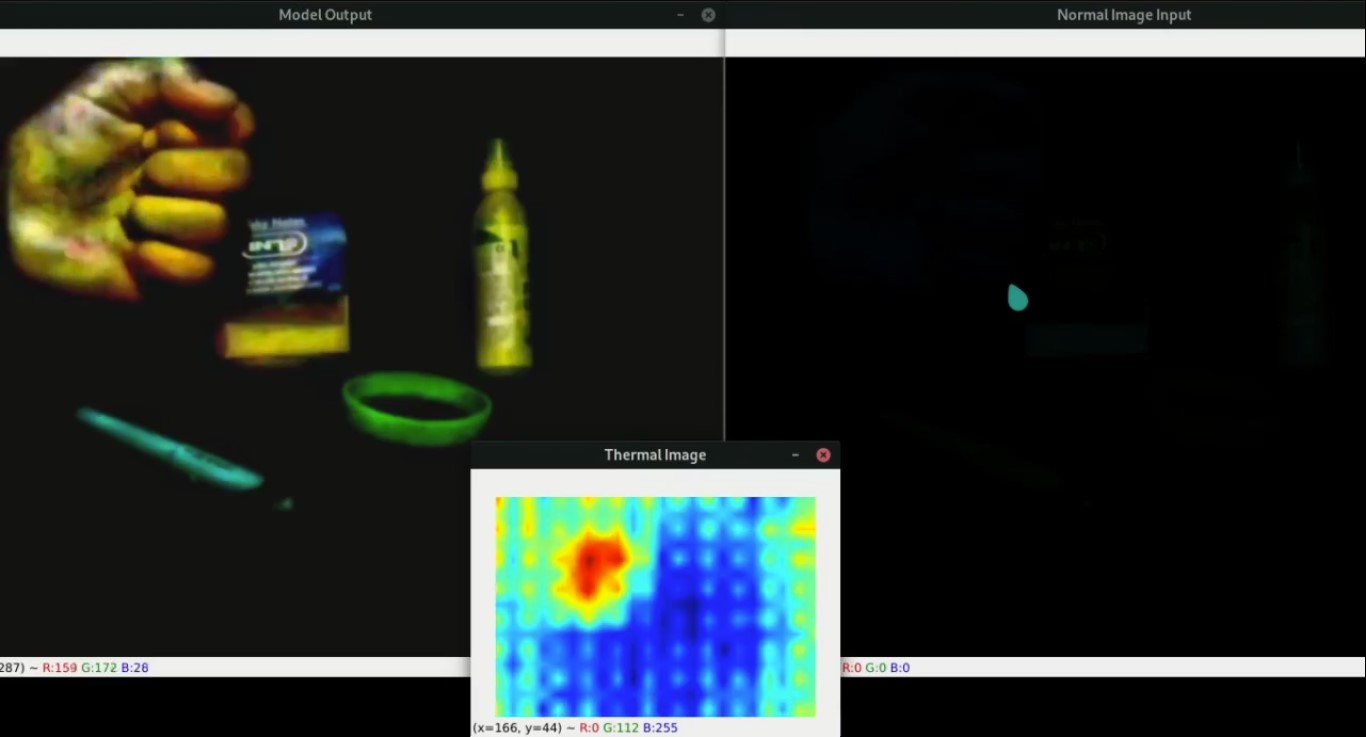 Model Output
Normal Image Input
287) ~ R:159 G:172 B:28
R:0 G:0 B:0
Thermal Image
(x=166, y=44) ~ R:0 G:112 B:255